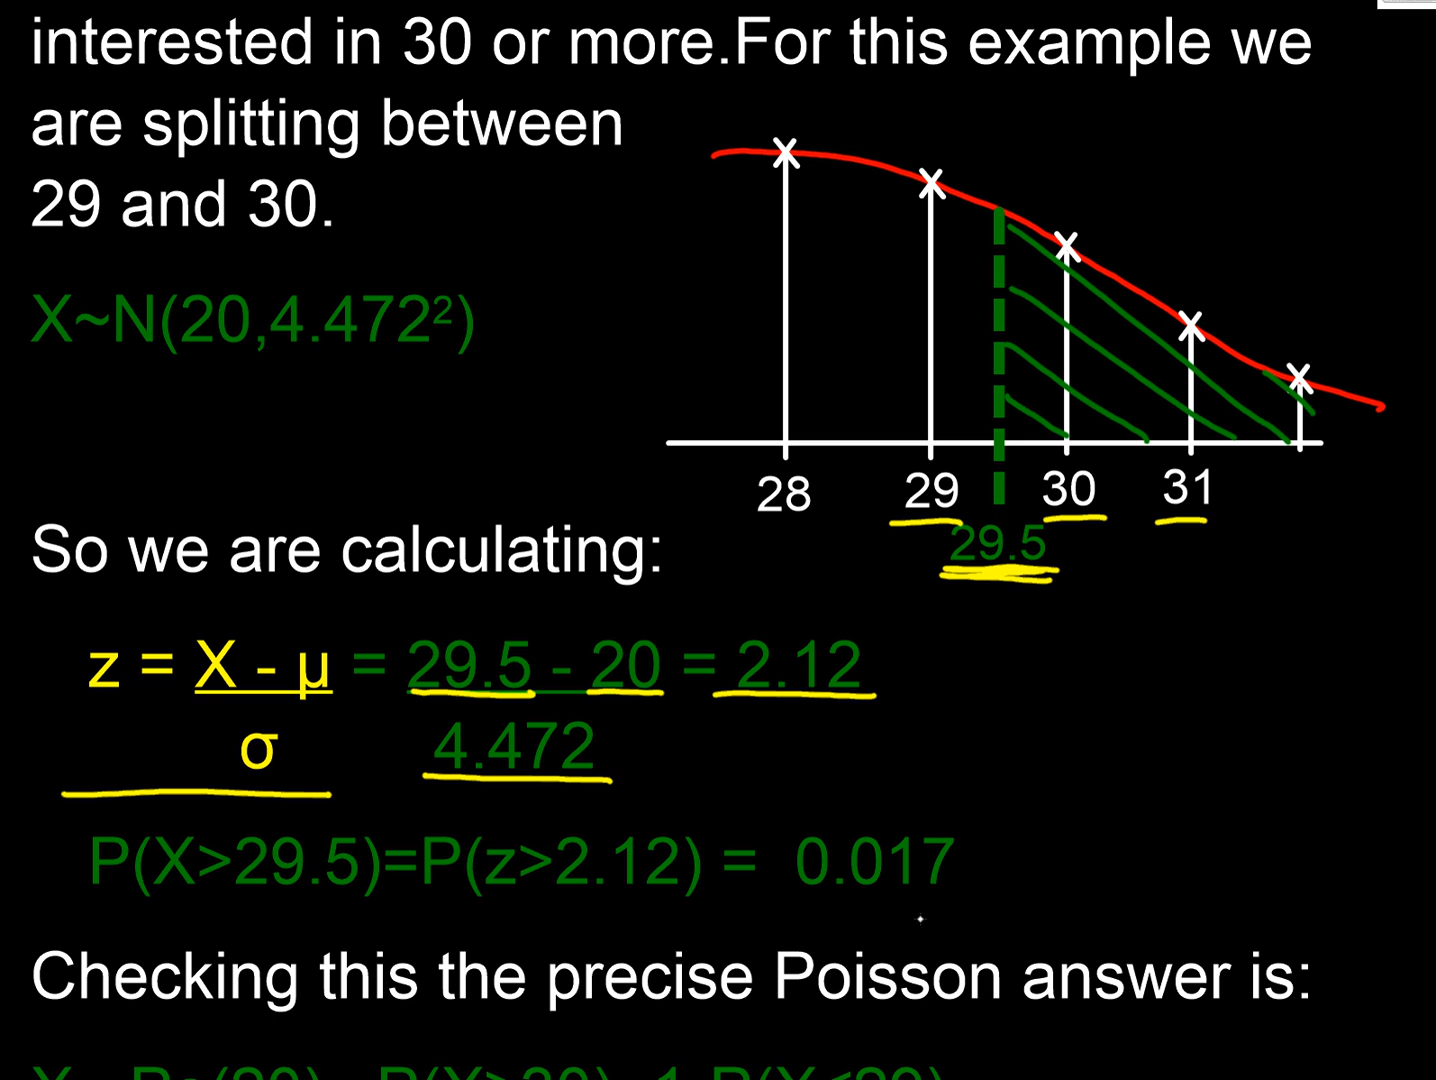 interested in 30 or more.For this example we
are splitting between
29 and 30.
X~N(20,4.472²)
28 29 30 31
29.5
So we are calculating:
z = X - µ = 29.5 - 20 = 2.12
σ 4.472
P(X>29.5)=P(z>2.12) = 0.017
Checking this the precise Poisson answer is: